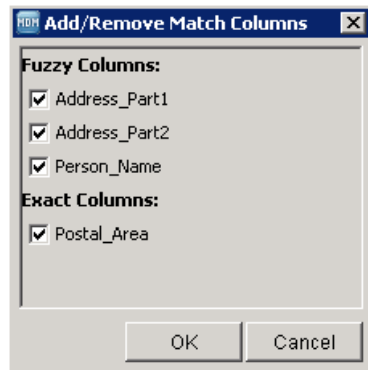 MDM Add/Remove Match Columns
Fuzzy Columns:
Address_Part1
Address_Part2
Person_Name
Exact Columns:
Postal_Area
OK Cancel